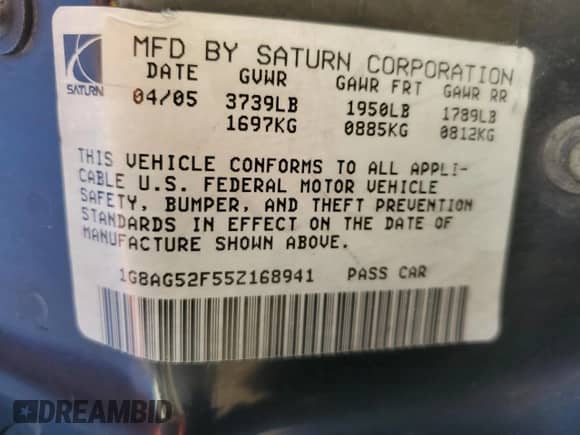 MFD BY SATURN CORPORATION
DATE GVWR GAWR FRT GAWR RR
SATURN
04/05 3739LB 1950LB 1789LB
1697KG 0885KG 0812KG
THIS VEHICLE CONFORMS TO ALL APPLI-
CABLE U.S. FEDERAL MOTOR VEHICLE
SAFETY, BUMPER, AND THEFT PREVENTION
STANDARDS IN EFFECT ON THE DATE OF
MANUFACTURE SHOWN ABOVE.
1G8AG52F55Z168941 PASS CAR
DREAMBID